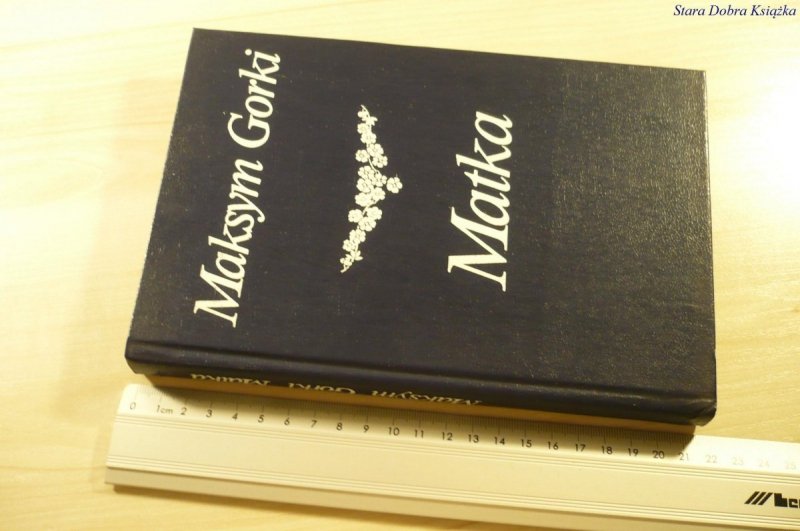 Stara Dobra Książka
Maksym Gorki
Matka
Maksym Gorki Matka
0 1cm 2 3 4 5 6 7 8 9 10 11 12 13 14 15 16 17 18 19 20 21 22 23 24 25